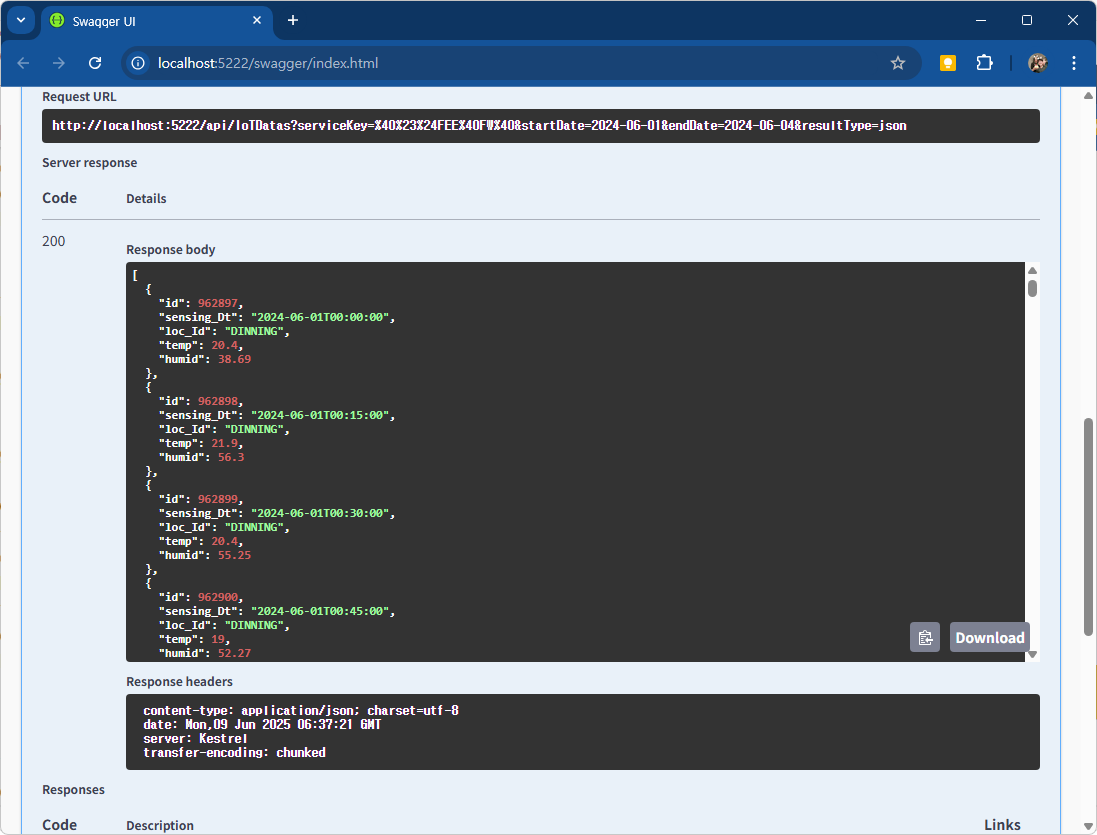 Swagger UI
localhost:5222/swagger/index.html
Request URL
http://localhost:5222/api/IoTDatas?serviceKey=%40%23%24FEE%40FW%40&startDate=2024-06-01&endDate=2024-06-04&resultType=json
Server response
Code Details
200
Response body
[
{
"id": 962897,
"sensing_Dt": "2024-06-01T00:00:00",
"loc_Id": "DINNING",
"temp": 20.4,
"humid": 38.69
},
{
"id": 962898,
"sensing_Dt": "2024-06-01T00:15:00",
"loc_Id": "DINNING",
"temp": 21.9,
"humid": 56.3
},
{
"id": 962899,
"sensing_Dt": "2024-06-01T00:30:00",
"loc_Id": "DINNING",
"temp": 20.4,
"humid": 55.25
},
{
"id": 962900,
"sensing_Dt": "2024-06-01T00:45:00",
"loc_Id": "DINNING",
"temp": 19,
"humid": 52.27
Download
Response headers
content-type: application/json; charset=utf-8
date: Mon,09 Jun 2025 06:37:21 GMT
server: Kestrel
transfer-encoding: chunked
Responses
Code Description Links